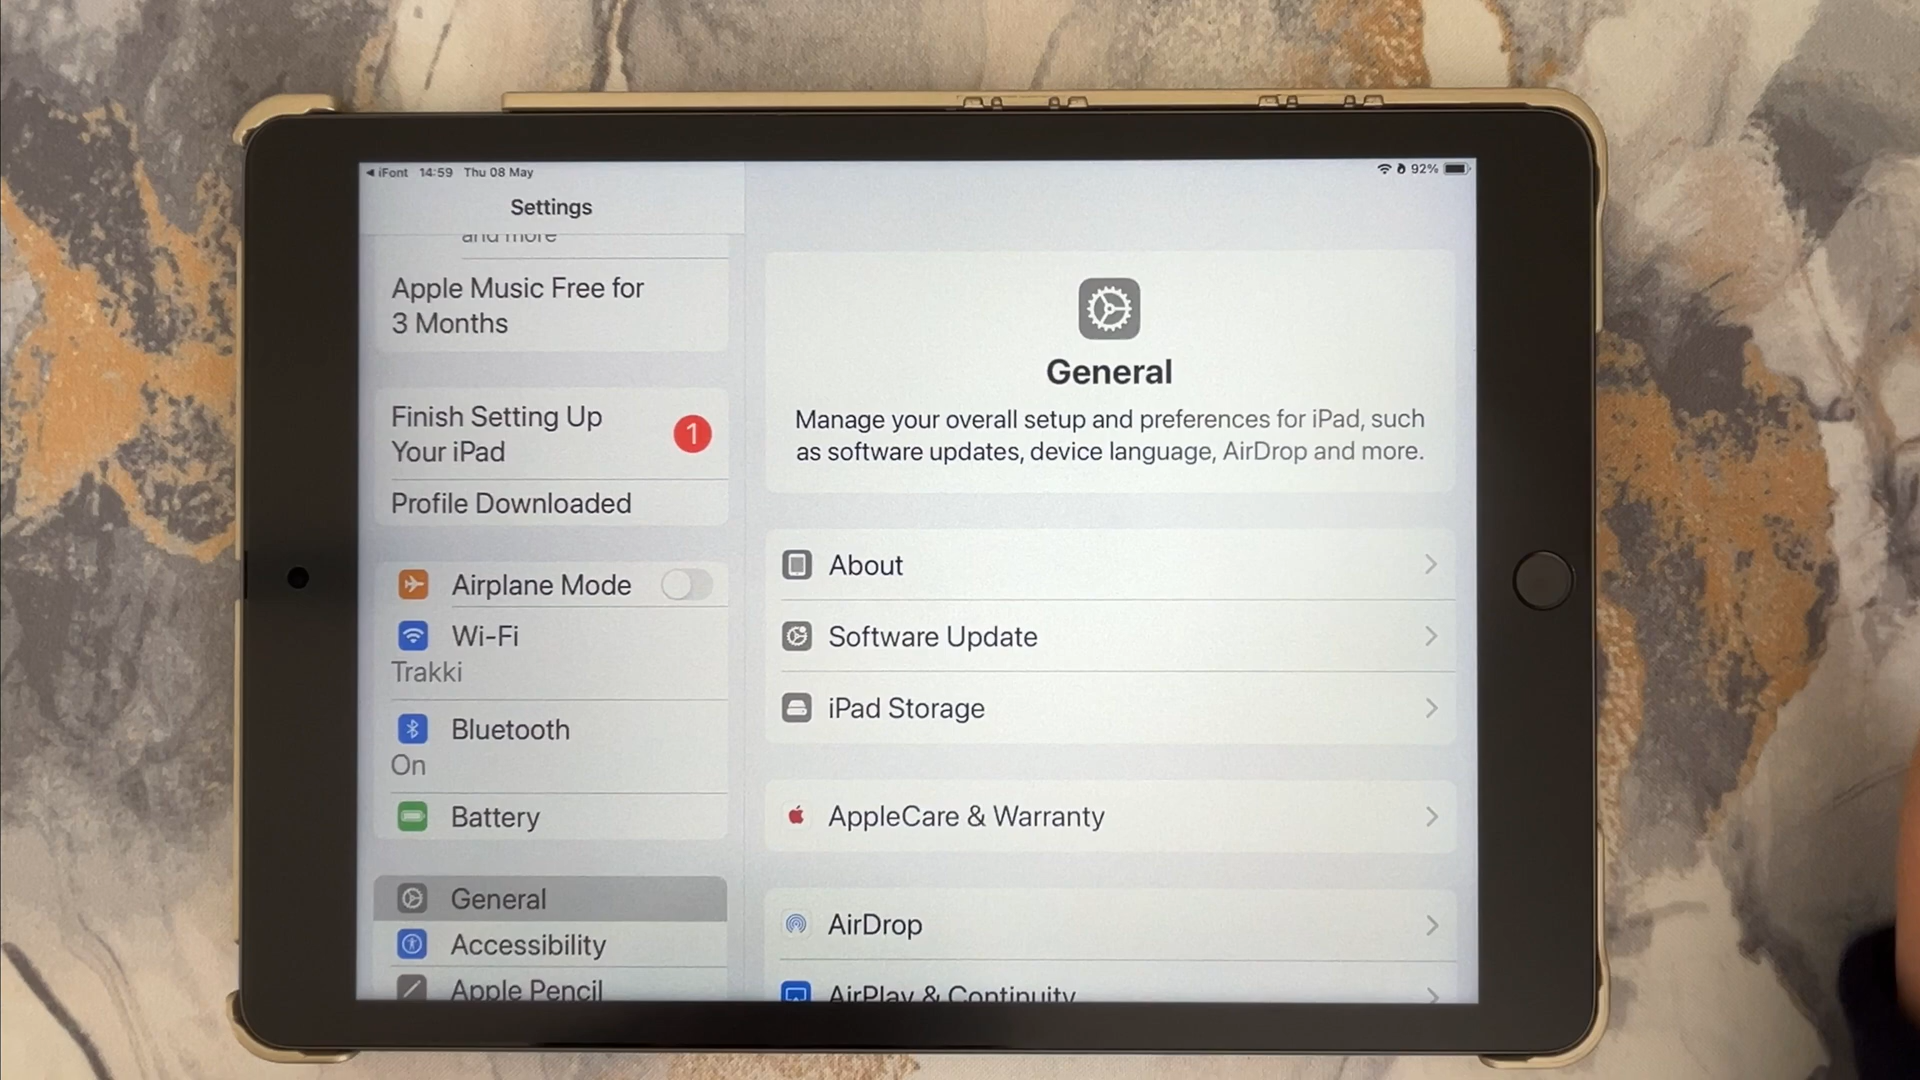 iFont 14:59 Thu 08 May
92%
Settings
and more
Apple Music Free for
3 Months
Finish Setting Up
Your iPad
1
Profile Downloaded
Airplane Mode
Wi-Fi
Trakki
Bluetooth
On
Battery
General
Accessibility
Apple Pencil
General
Manage your overall setup and preferences for iPad, such
as software updates, device language, AirDrop and more.
About
Software Update
iPad Storage
AppleCare & Warranty
AirDrop
AirPlay & Continuity